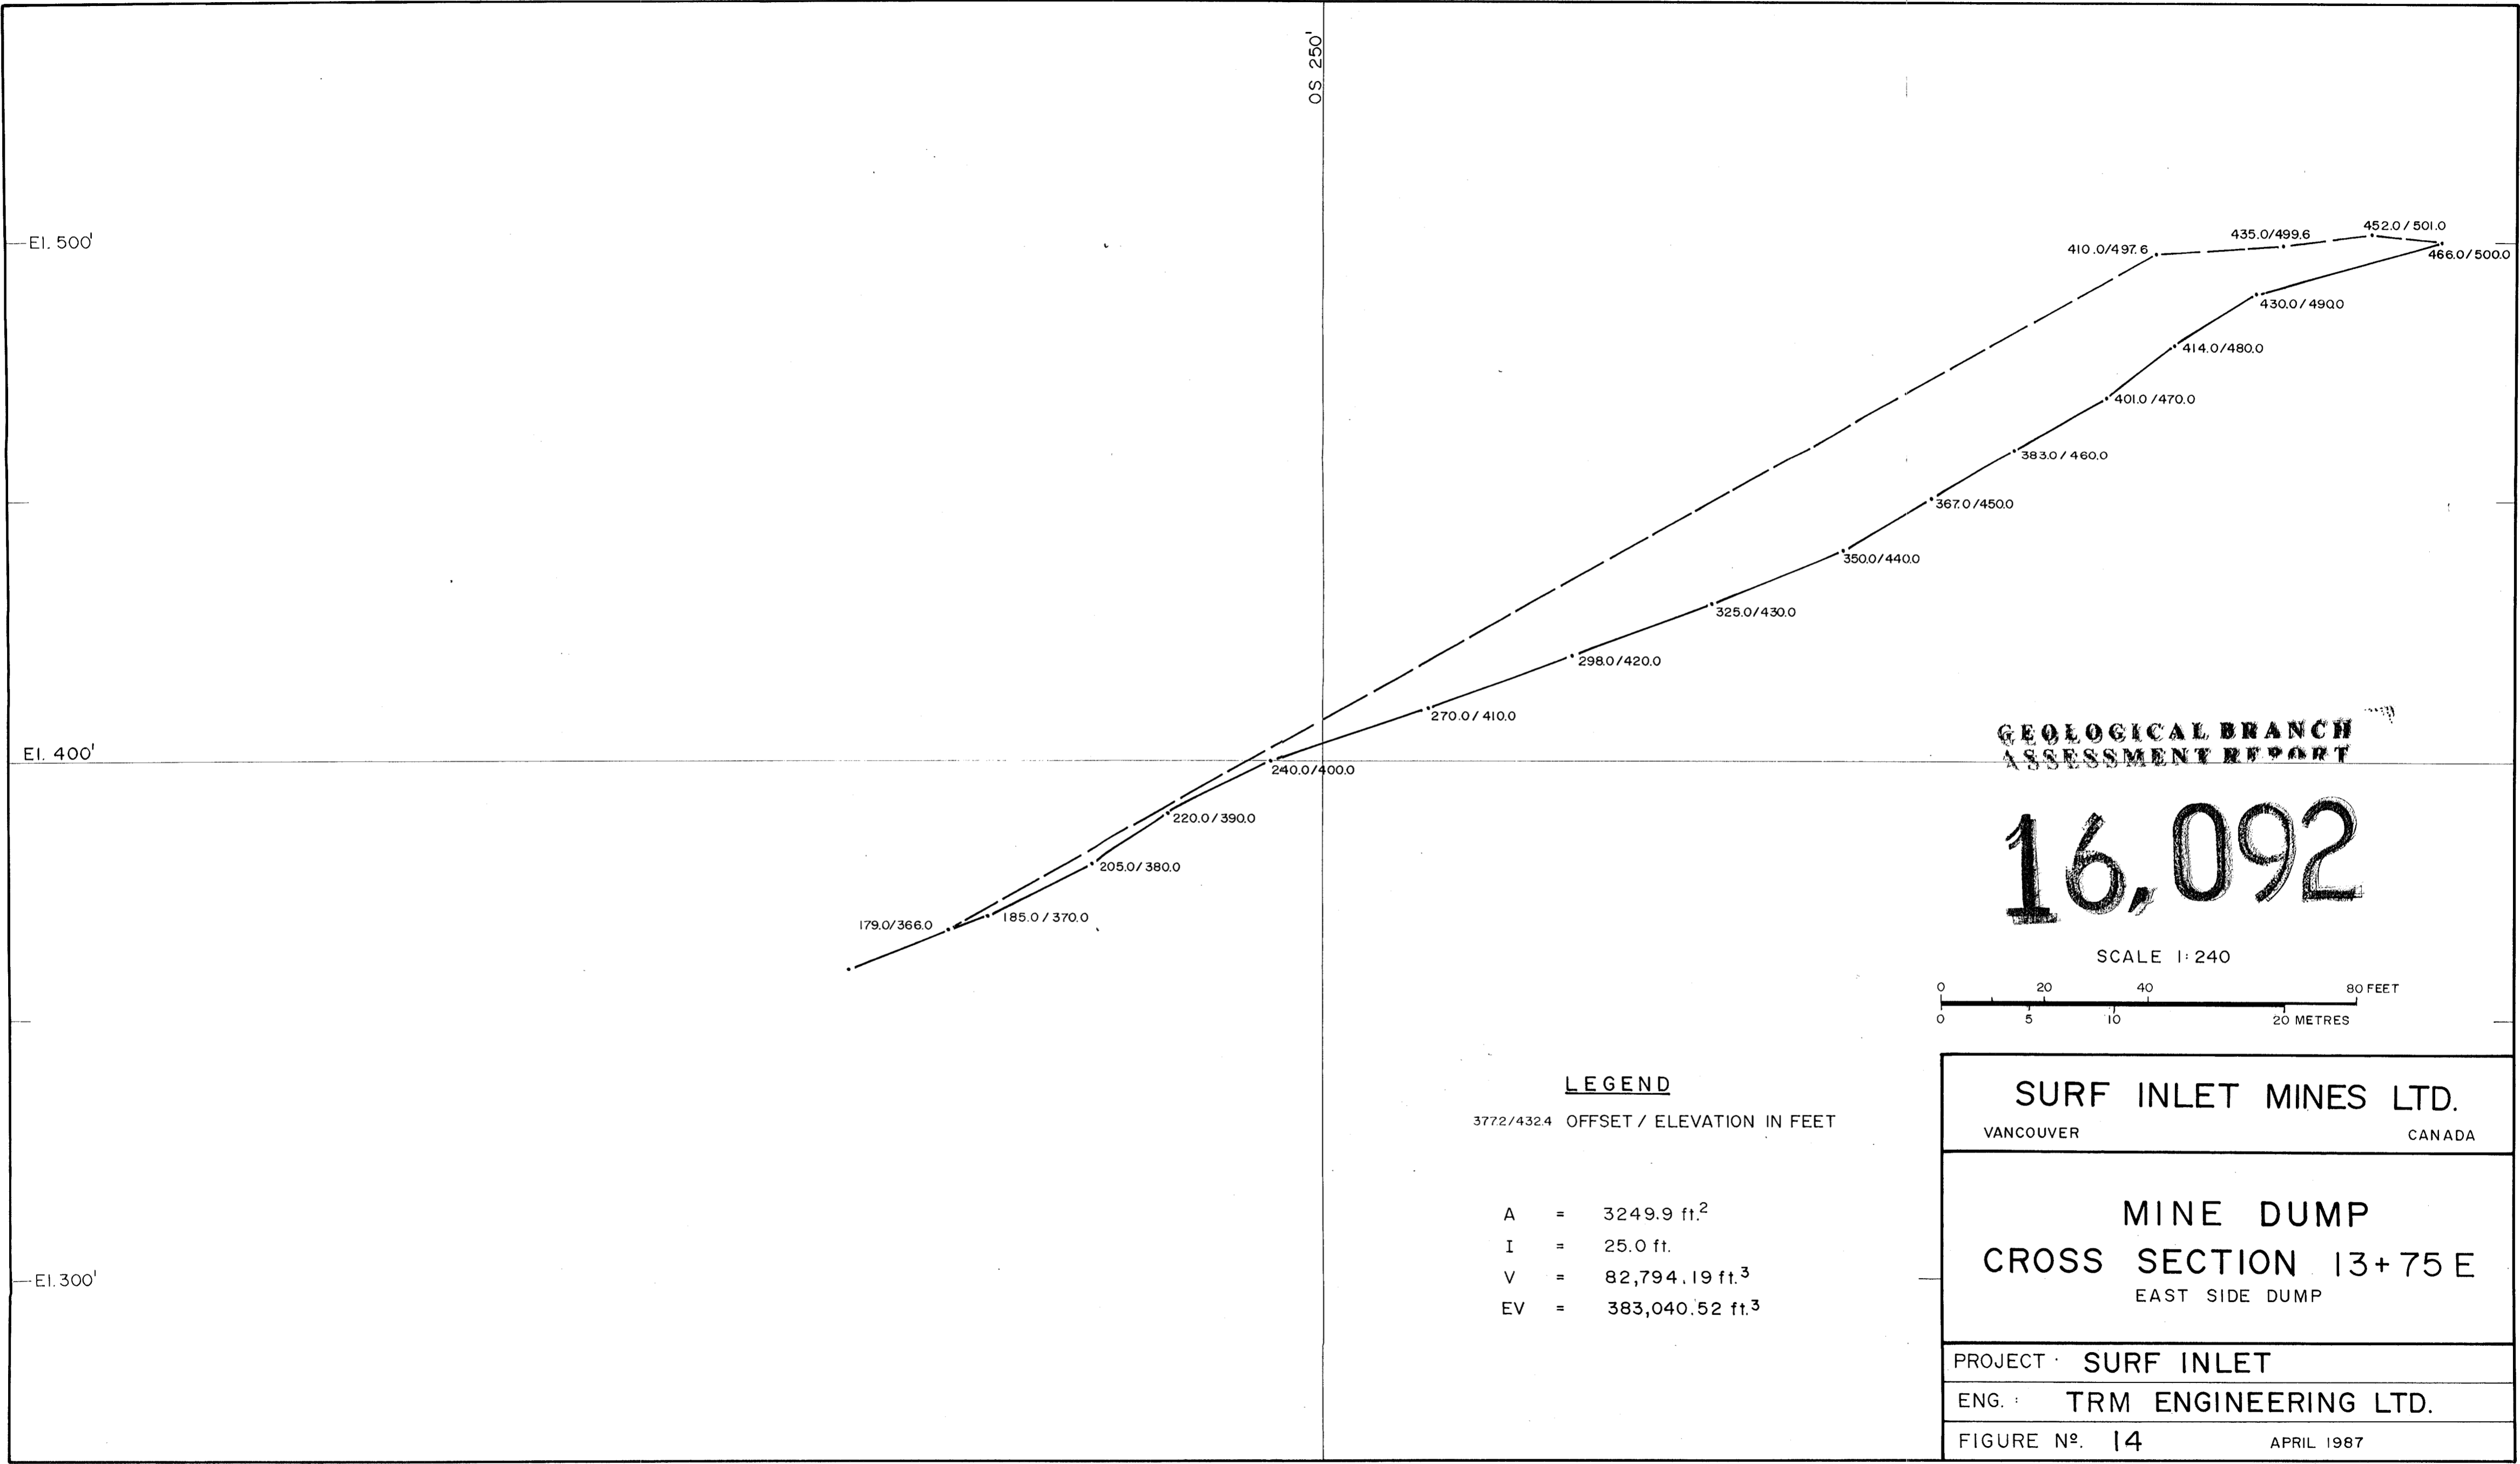 OS 250'
El. 500'
452.0/501.0
435.0/499.6
410.0/497.6
466.0/500.0
430.0/490.0
414.0/480.0
401.0/470.0
383.0/460.0
367.0/450.0
350.0/440.0
325.0/430.0
298.0/420.0
270.0/410.0
El. 400'
240.0/400.0
220.0/390.0
205.0/380.0
185.0/370.0
179.0/366.0
GEOLOGICAL BRANCH
ASSESSMENT REPORT
16,092
SCALE 1:240
0 20 40 80 FEET
0 5 10 20 METRES
LEGEND
377.2/432.4 OFFSET / ELEVATION IN FEET
A = 3249.9 ft.²
I = 25.0 ft.
V = 82,794.19 ft.³
EV = 383,040.52 ft.³
El. 300'
SURF INLET MINES LTD.
VANCOUVER CANADA
MINE DUMP
CROSS SECTION 13+75 E
EAST SIDE DUMP
PROJECT : SURF INLET
ENG. : TRM ENGINEERING LTD.
FIGURE Nº. 14 APRIL 1987